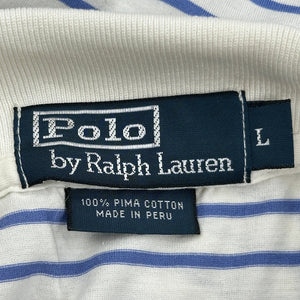 Polo
by Ralph Lauren
L
100% PIMA COTTON
MADE IN PERU